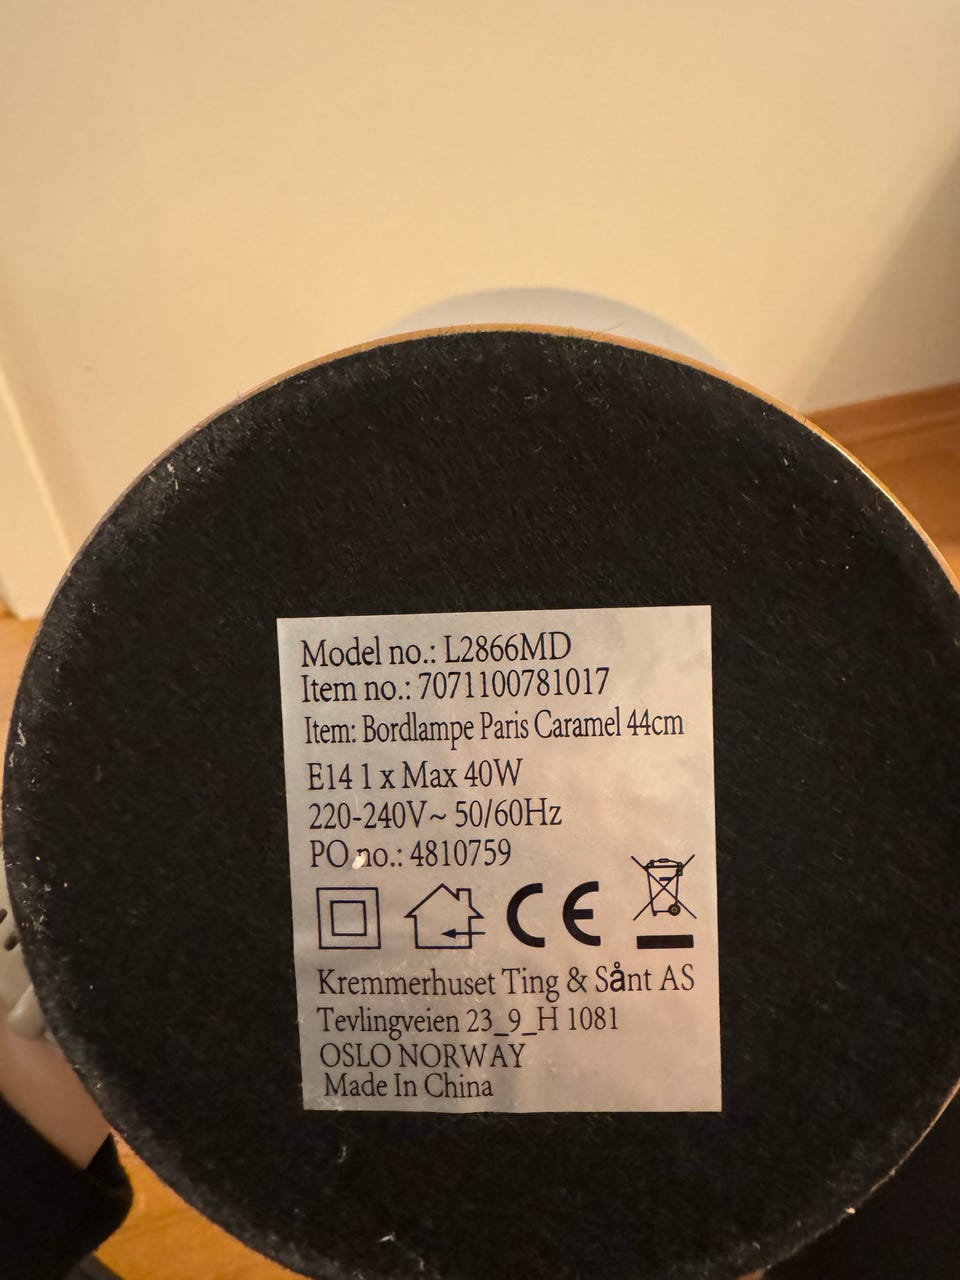 Model no.: L2866MD
Item no.: 7071100781017
Item: Bordlampe Paris Caramel 44cm
E14 1 x Max 40W
220-240V~ 50/60Hz
PO no.: 4810759
CE
Kremmerhuset Ting & Sånt AS
Tevlingveien 23_9_H 1081
OSLO NORWAY
Made In China